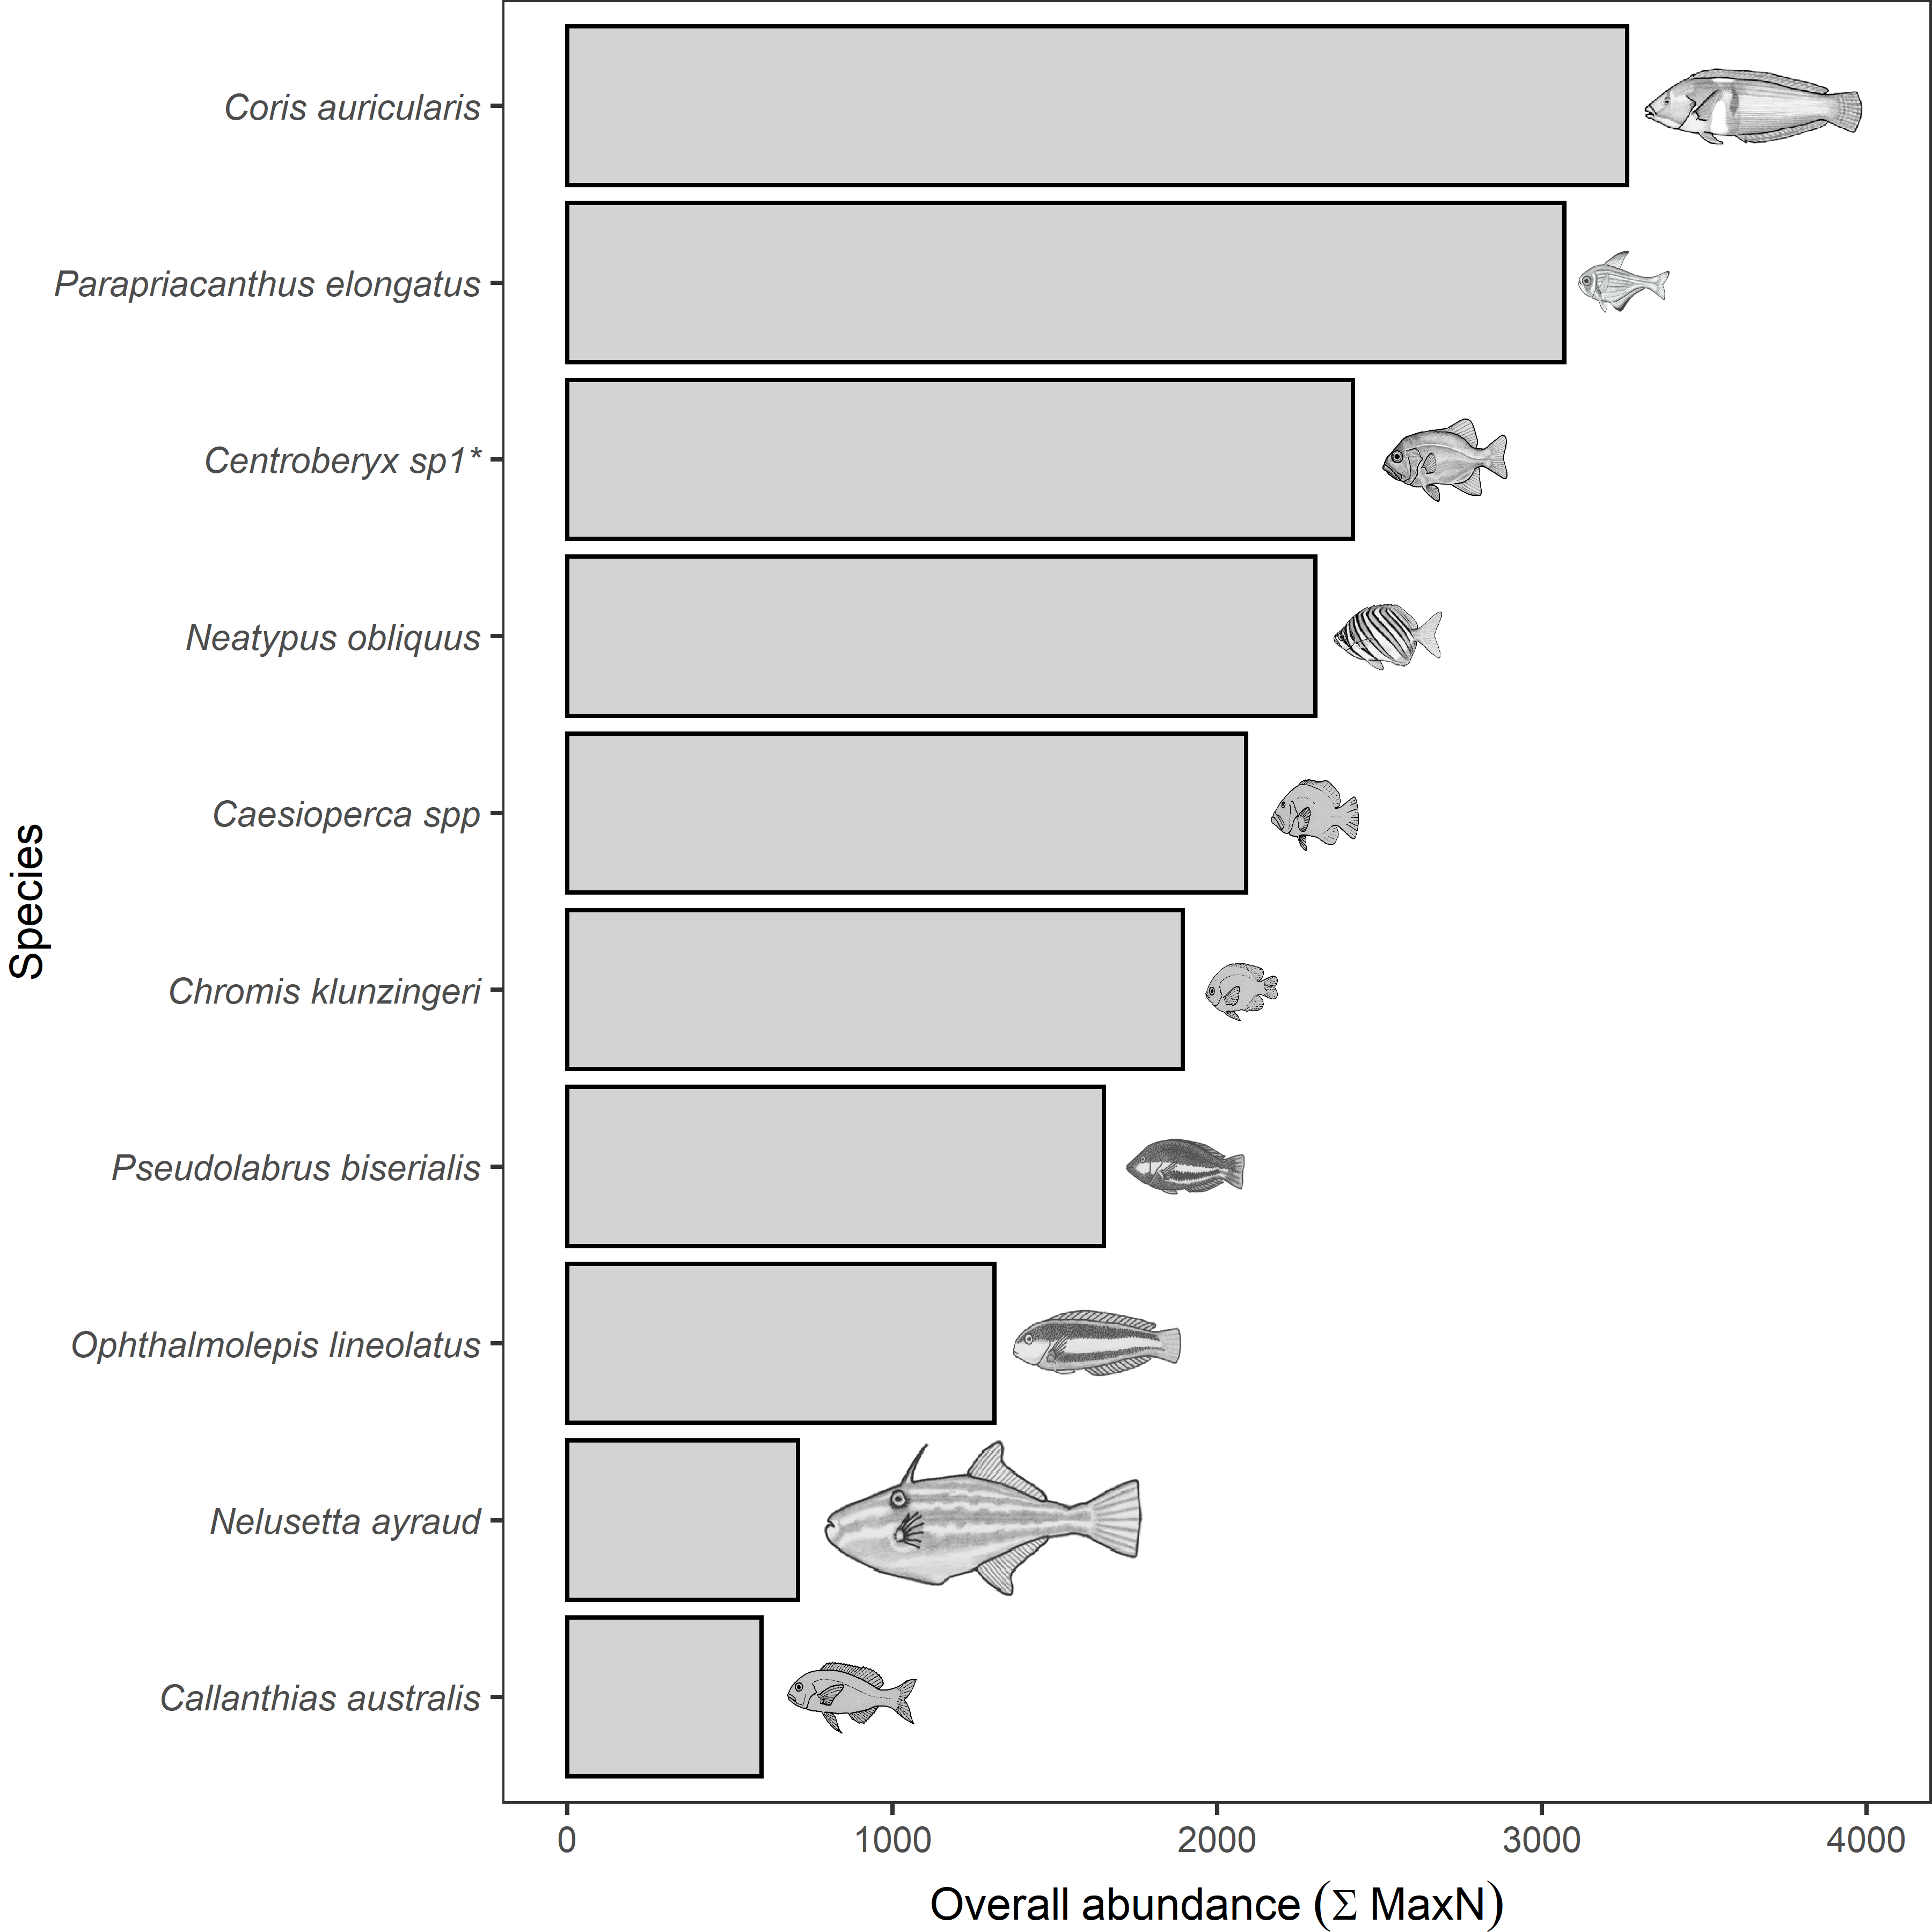 Coris auricularis
Parapriacanthus elongatus
Centroberyx sp1*
Neatypus obliquus
Caesioperca spp
Chromis klunzingeri
Pseudolabrus biserialis
Ophthalmolepis lineolatus
Nelusetta ayraud
Callanthias australis
Species
0 1000 2000 3000 4000
Overall abundance (Σ MaxN)